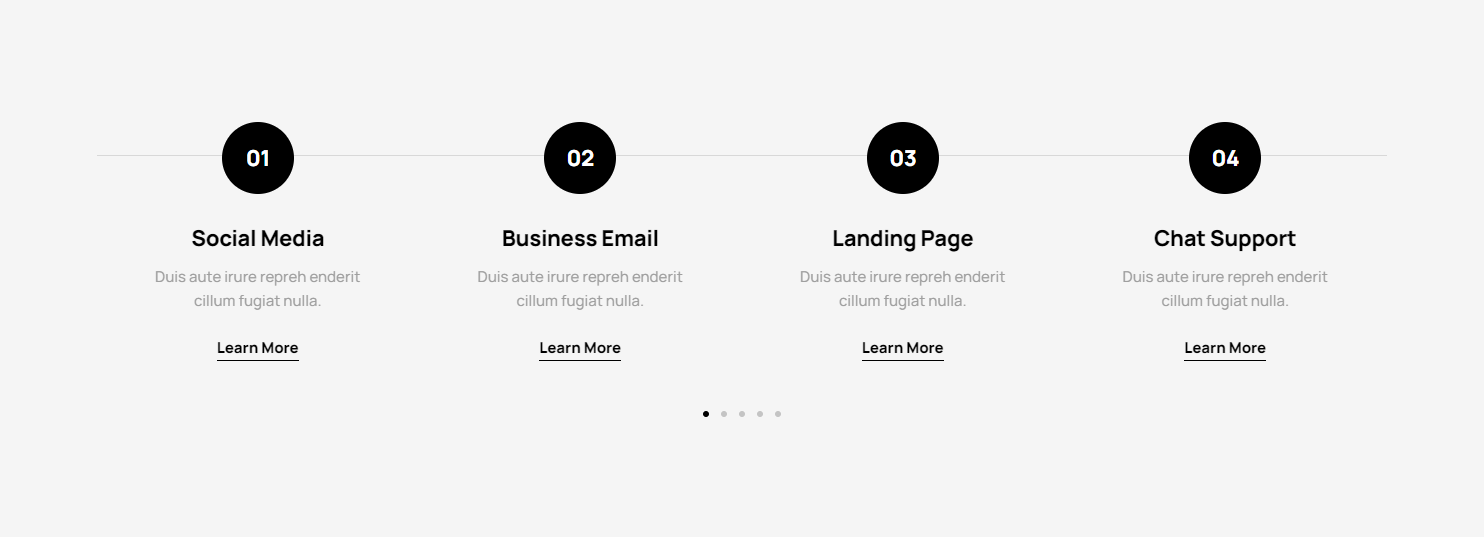 01
Social Media
Duis aute irure repreh enderit
cillum fugiat nulla.
Learn More
02
Business Email
Duis aute irure repreh enderit
cillum fugiat nulla.
Learn More
03
Landing Page
Duis aute irure repreh enderit
cillum fugiat nulla.
Learn More
04
Chat Support
Duis aute irure repreh enderit
cillum fugiat nulla.
Learn More